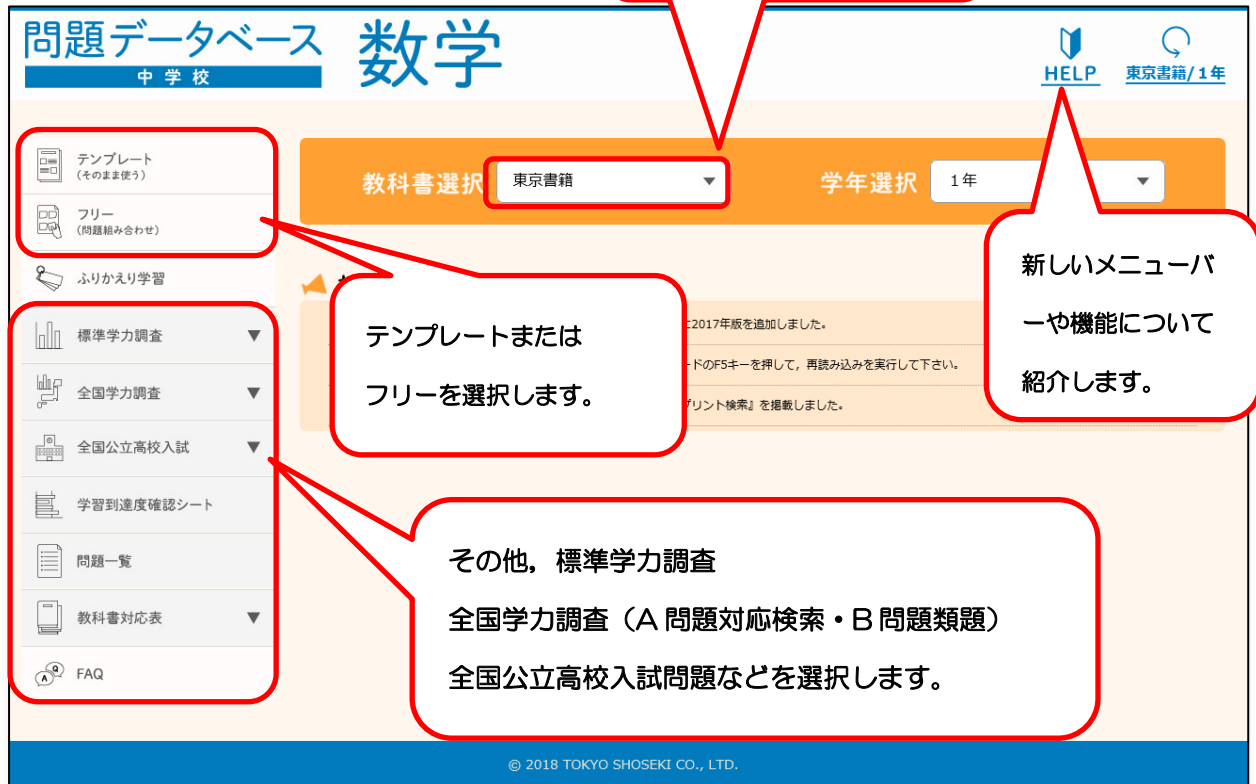 問題データベース 数学
中学校
HELP
東京書籍/1年
テンプレート
(そのまま使う)
フリー
(問題組み合わせ)
ふりかえり学習
標準学力調査 ▼
全国学力調査 ▼
全国公立高校入試 ▼
学習到達度確認シート
問題一覧
教科書対応表 ▼
FAQ
教科書選択 東京書籍 ▼
学年選択 1年 ▼
2017年版を追加しました。
ードのF5キーを押して，再読み込みを実行して下さい。
プリント検索』を掲載しました。
テンプレートまたは
フリーを選択します。
新しいメニューバ
ーや機能について
紹介します。
その他，標準学力調査
全国学力調査（A 問題対応検索・B 問題類題）
全国公立高校入試問題などを選択します。
© 2018 TOKYO SHOSEKI CO., LTD.